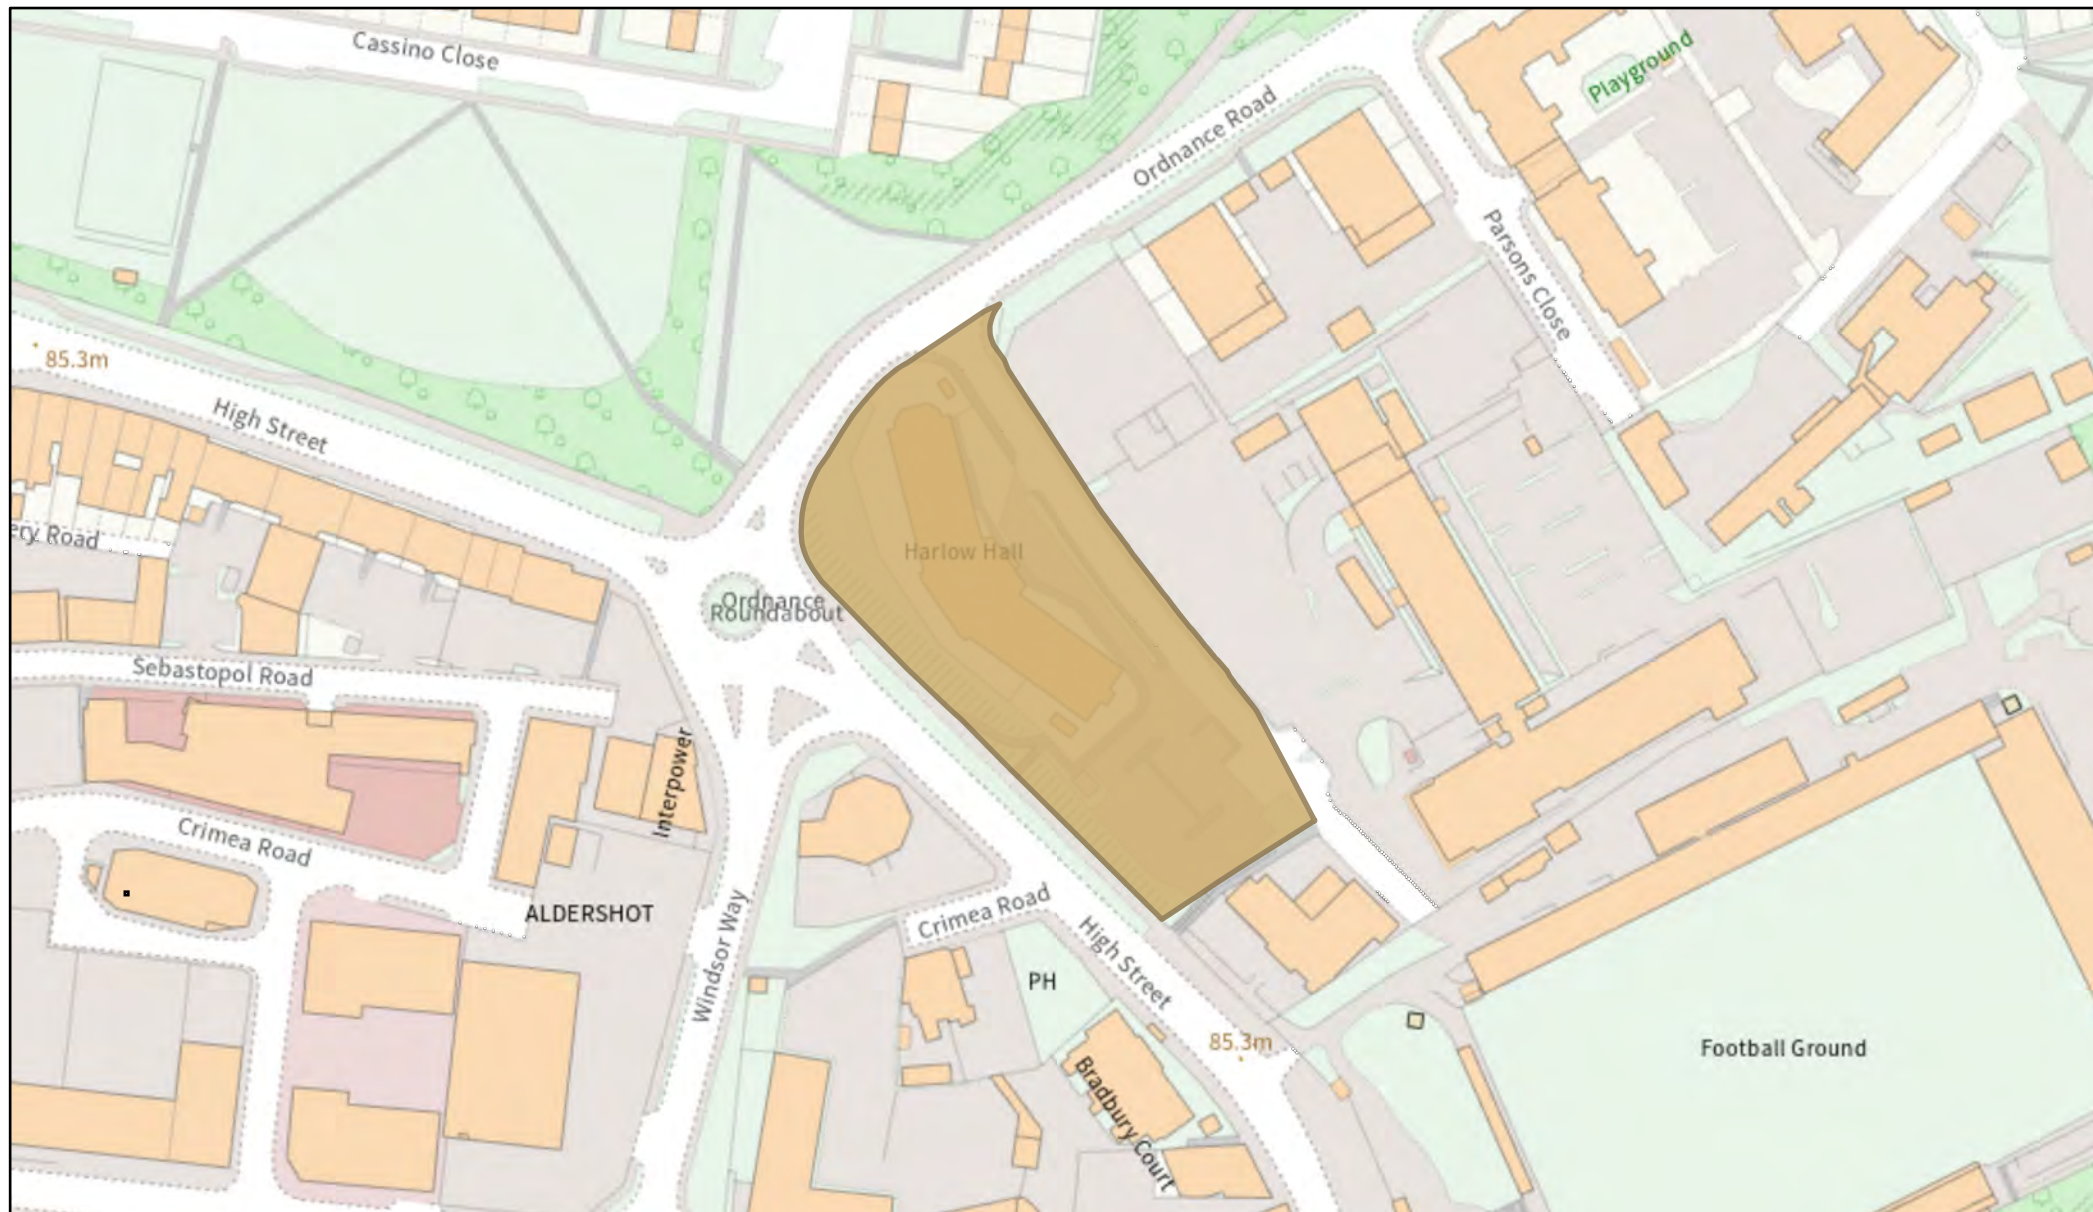 Cassino Close
Playground
Ordnance Road
Parsons Close
85.3m
High Street
ery Road
Harlow Hall
Ordnance
Roundabout
Sebastopol Road
Interpower
Crimea Road
ALDERSHOT
Windsor Way
Crimea Road
High Street
PH
85.3m
Bradbury Court
Football Ground